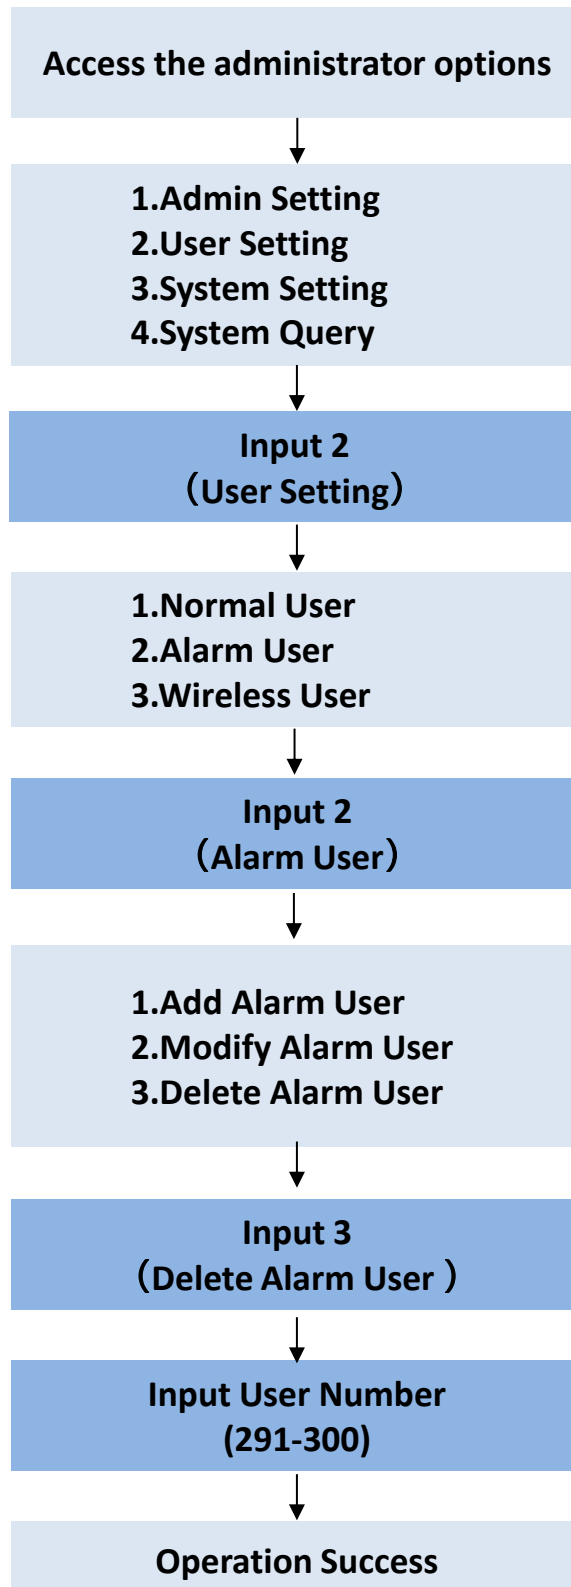 Access the administrator options
1.Admin Setting
2.User Setting
3.System Setting
4.System Query
Input 2
（User Setting）
1.Normal User
2.Alarm User
3.Wireless User
Input 2
（Alarm User）
1.Add Alarm User
2.Modify Alarm User
3.Delete Alarm User
Input 3
（Delete Alarm User ）
Input User Number
(291-300)
Operation Success